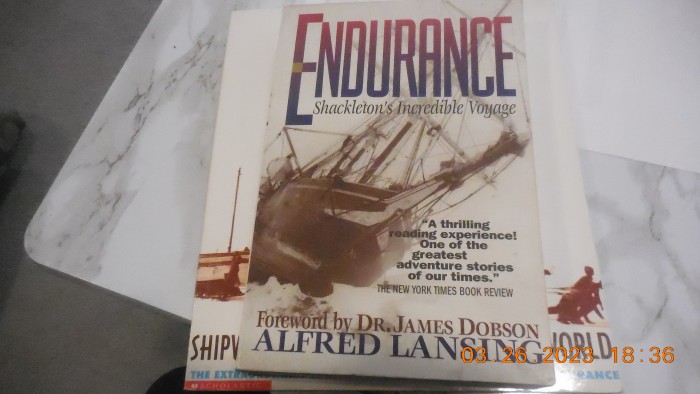 ENDURANCE
Shackleton's Incredible Voyage
"A thrilling
reading experience!
One of the
greatest
adventure stories
of our times."
THE NEW YORK TIMES BOOK REVIEW
Foreword by DR. JAMES DOBSON
ALFRED LANSING
SHIPW
ORLD
THE EXTRA
RANCE
SCHOLASTIC
03 26 2023 18:36